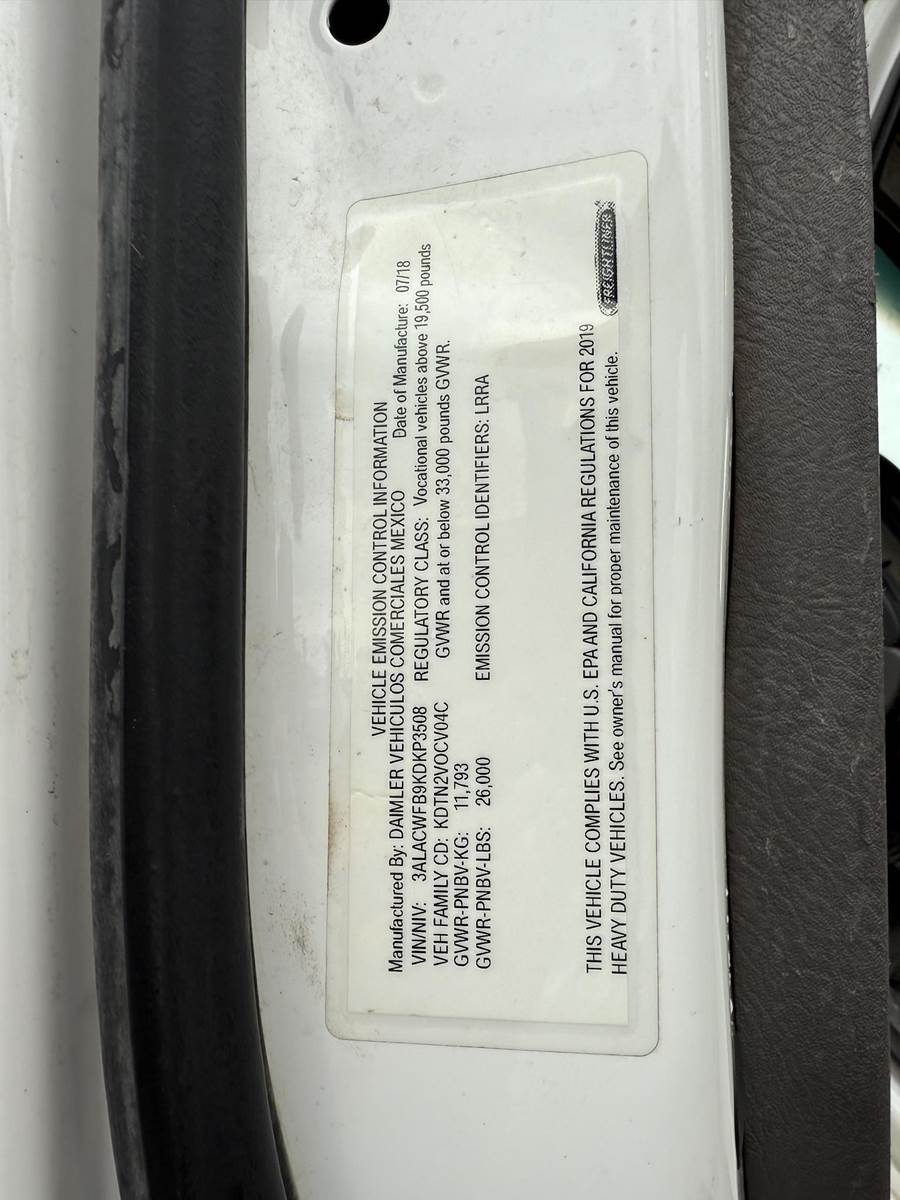 VEHICLE EMISSION CONTROL INFORMATION
Manufactured By: DAIMLER VEHICULOS COMERCIALES MEXICO Date of Manufacture: 07/18
VIN/NIV: 3ALACWFB9KDKP3508 REGULATORY CLASS: Vocational vehicles above 19,500 pounds
VEH FAMILY CD: KDTN2VOCV04C GVWR and at or below 33,000 pounds GVWR.
GVWR-PNBV-KG: 11,793
GVWR-PNBV-LBS: 26,000 EMISSION CONTROL IDENTIFIERS: LRRA
THIS VEHICLE COMPLIES WITH U.S. EPA AND CALIFORNIA REGULATIONS FOR 2019
HEAVY DUTY VEHICLES. See owner's manual for proper maintenance of this vehicle.
FREIGHTLINER